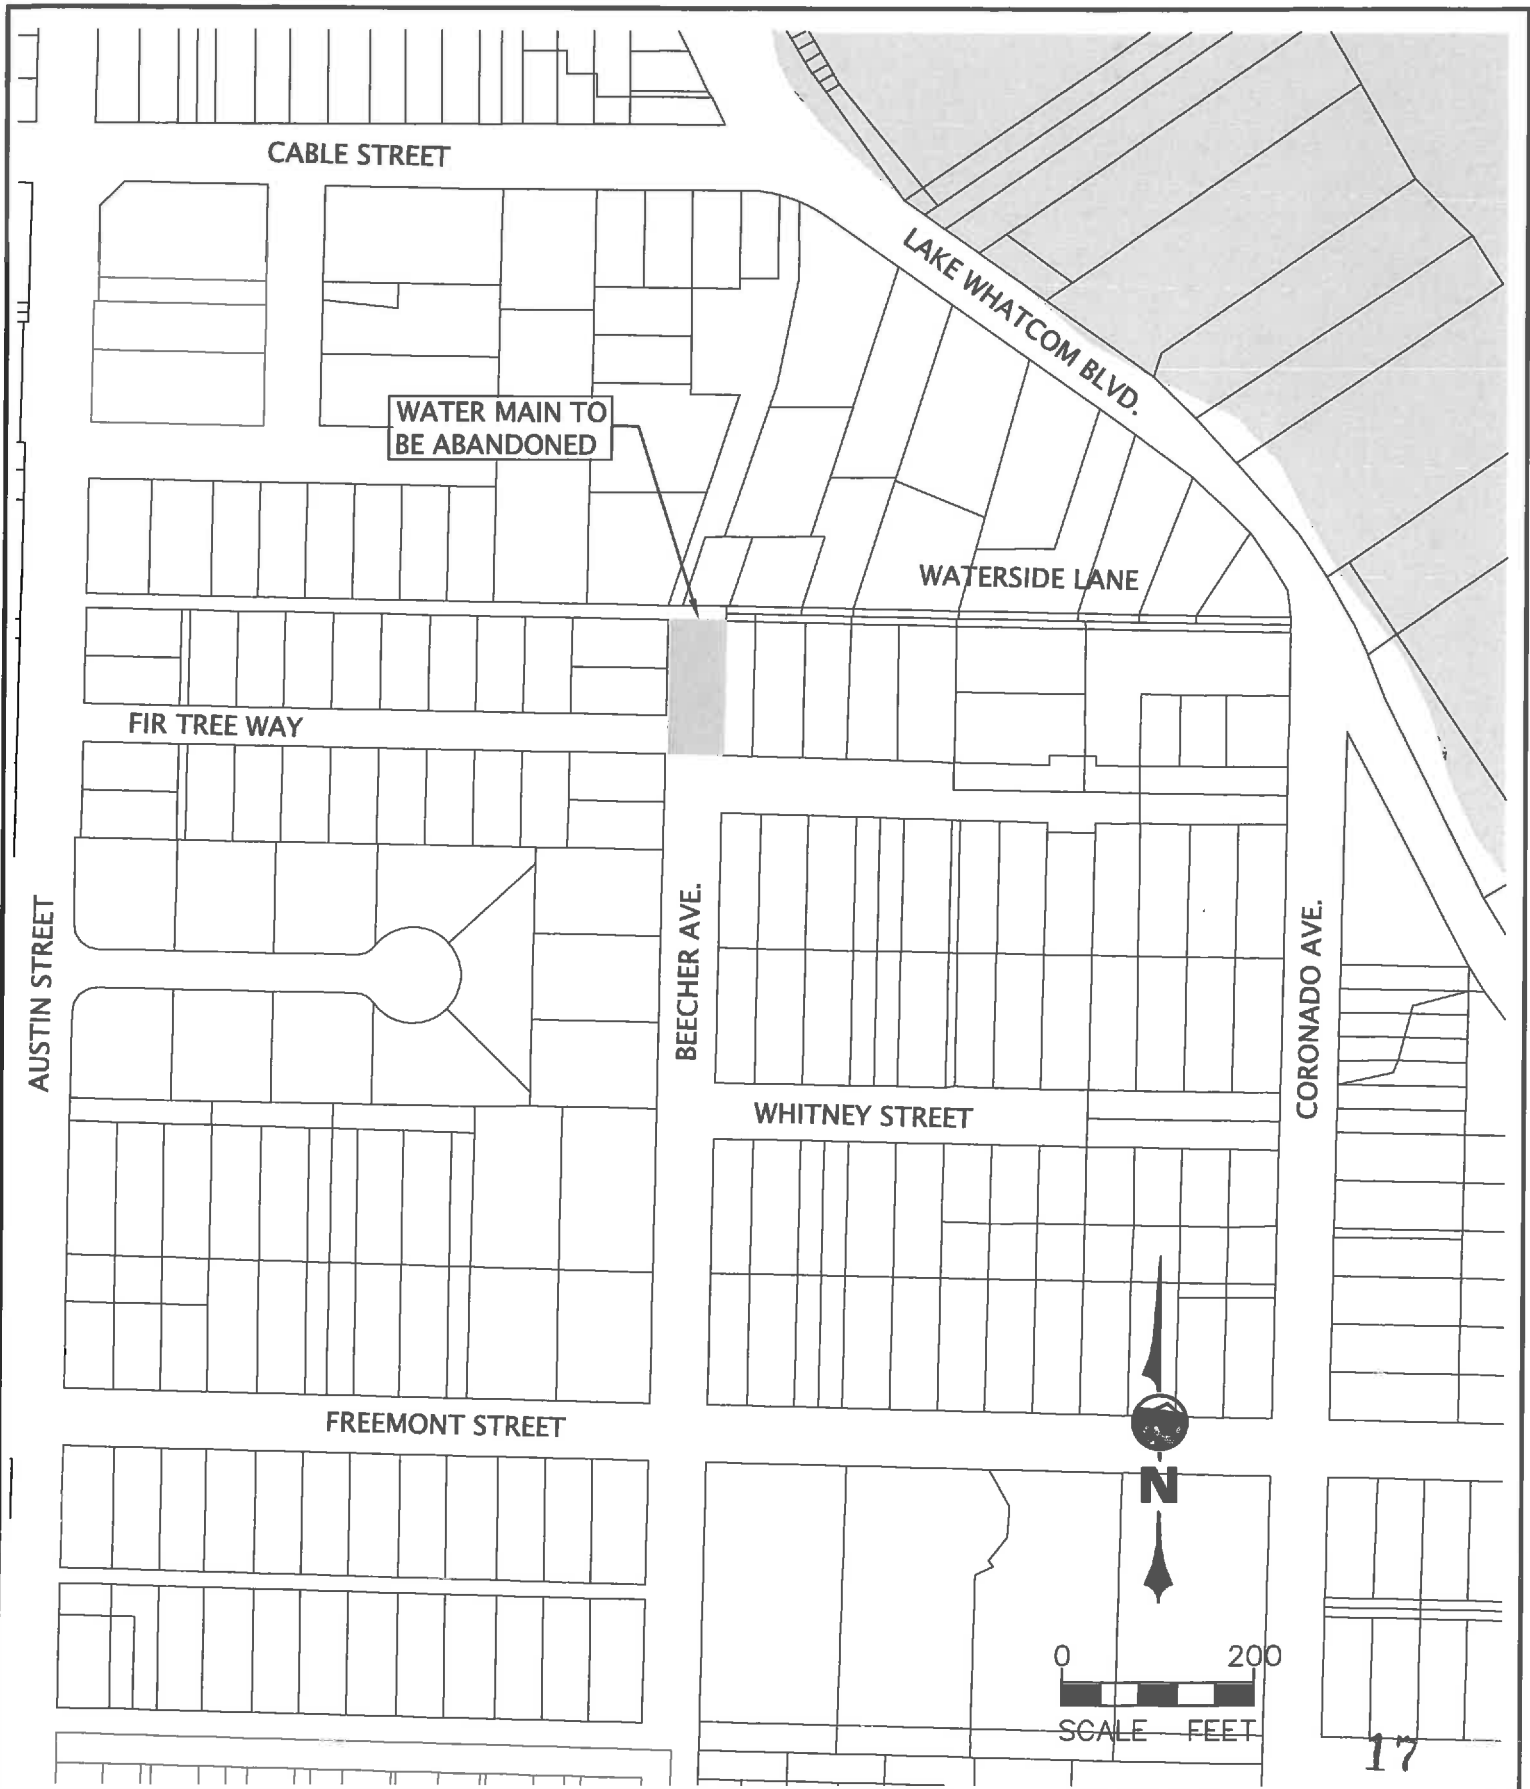 CABLE STREET
LAKE WHATCOM BLVD.
WATER MAIN TO
BE ABANDONED
WATERSIDE LANE
FIR TREE WAY
AUSTIN STREET
BEECHER AVE.
CORONADO AVE.
WHITNEY STREET
FREEMONT STREET
N
0 200
SCALE FEET
17